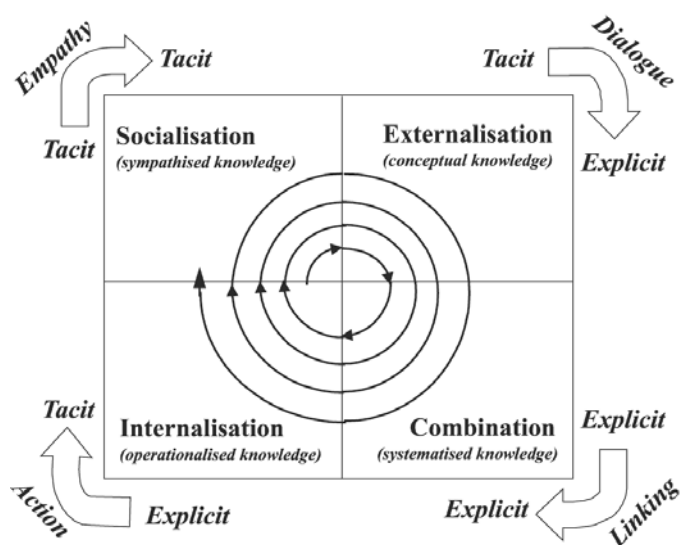 Empathy
Tacit
Tacit
Dialogue
Tacit
Explicit
Socialisation
(sympathised knowledge)
Externalisation
(conceptual knowledge)
Internalisation
(operationalised knowledge)
Combination
(systematised knowledge)
Tacit
Action
Explicit
Explicit
Explicit
Linking